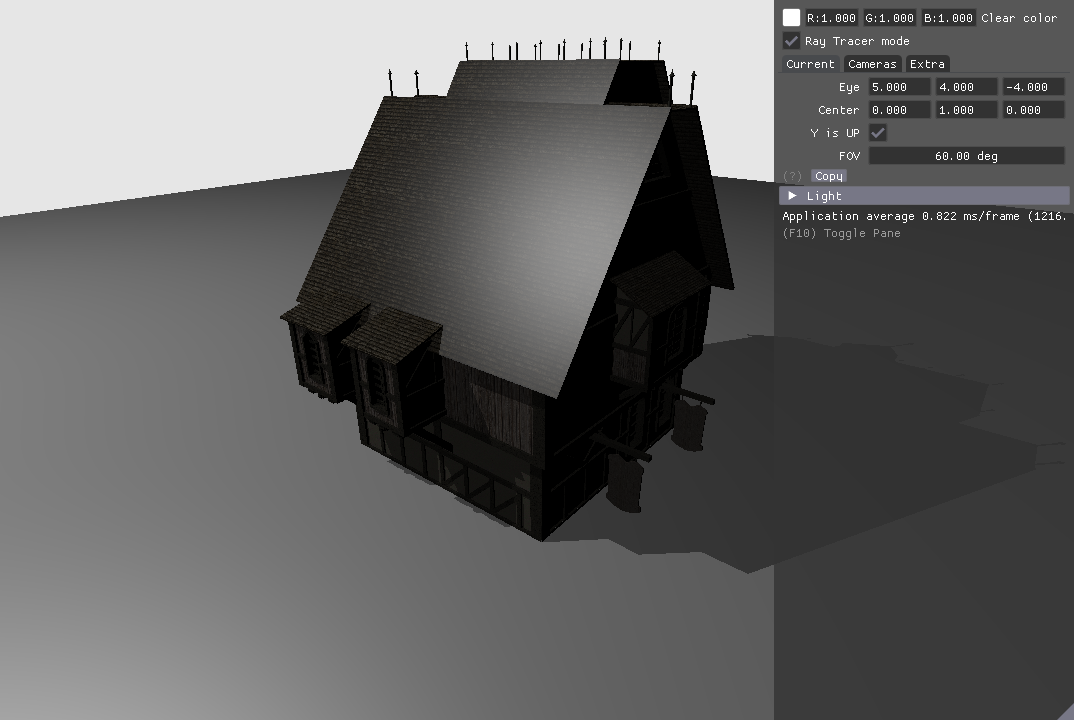 R:1.000 G:1.000 B:1.000 Clear color
Ray Tracer mode
Current Cameras Extra
Eye 5.000 4.000 -4.000
Center 0.000 1.000 0.000
Y is UP
FOV 60.00 deg
(?) Copy
Light
Application average 0.822 ms/frame (1216.
(F10) Toggle Pane